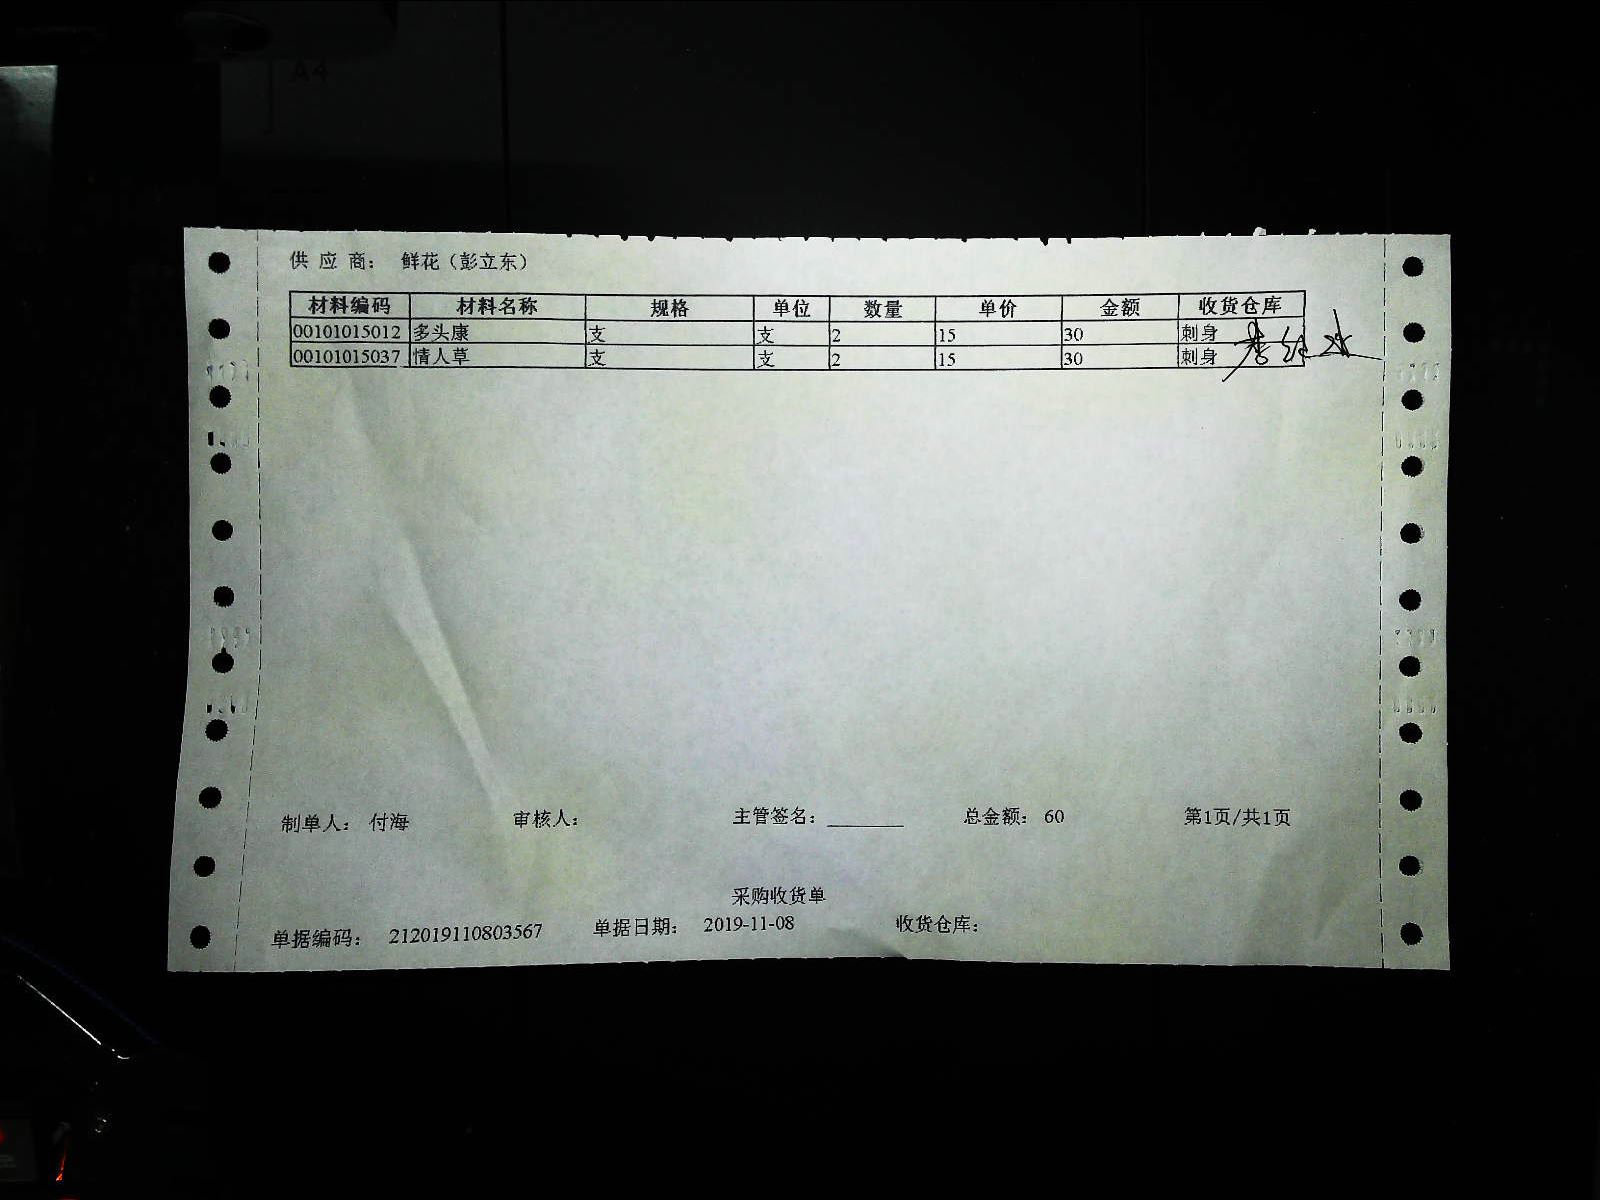 供 应 商： 鲜花（彭立东）
材料编码 材料名称 规格 单位 数量 单价 金额 收货仓库
00101015012 多头康 支 支 2 15 30 刺身
00101015037 情人草 支 支 2 15 30 刺身
制单人： 付海 审核人： 主管签名： 总金额： 60 第1页/共1页
采购收货单
单据编码： 212019110803567 单据日期： 2019-11-08 收货仓库：